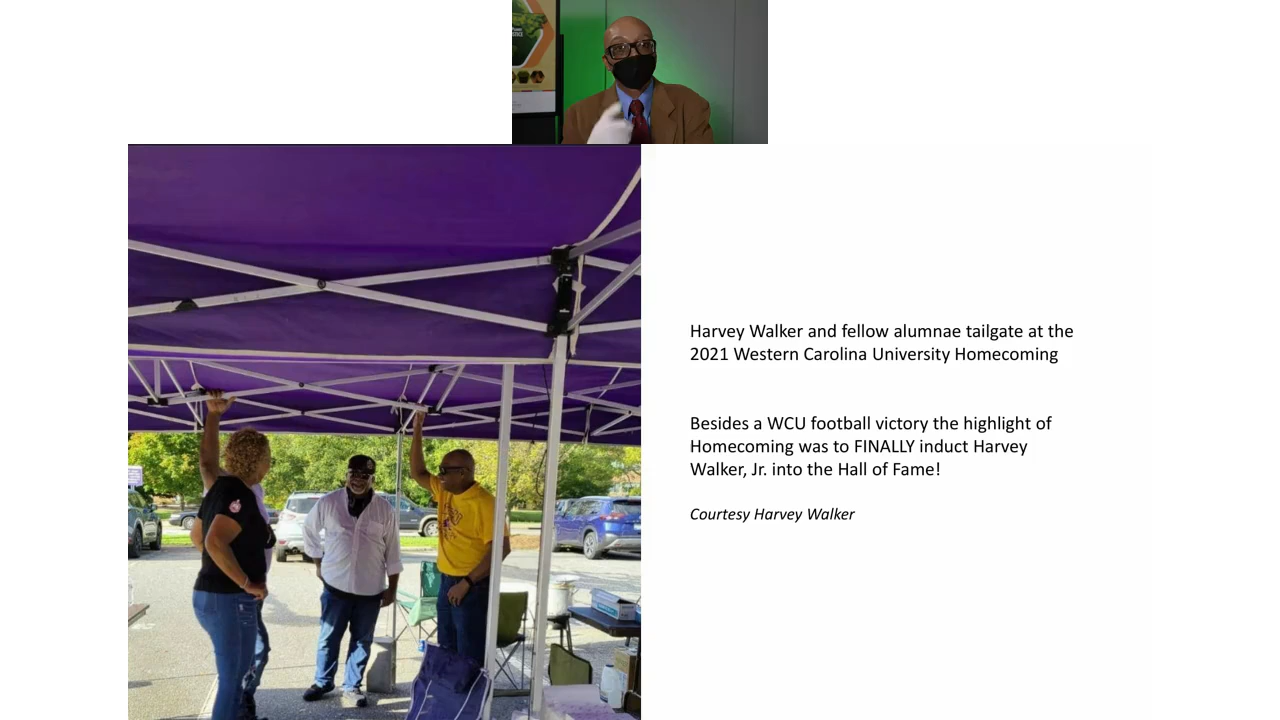 Harvey Walker and fellow alumnae tailgate at the
2021 Western Carolina University Homecoming
Besides a WCU football victory the highlight of
Homecoming was to FINALLY induct Harvey
Walker, Jr. into the Hall of Fame!
Courtesy Harvey Walker